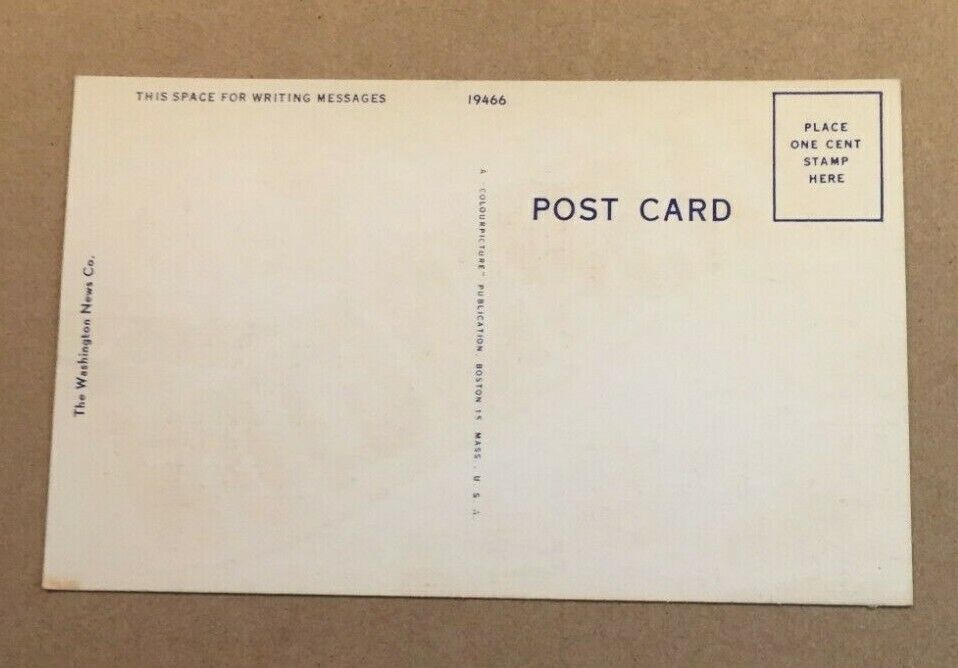 THIS SPACE FOR WRITING MESSAGES
19466
PLACE
ONE CENT
STAMP
HERE
POST CARD
The Washington News Co.
A "COLOURPICTURE" PUBLICATION, BOSTON 15 MASS., U. S. A.